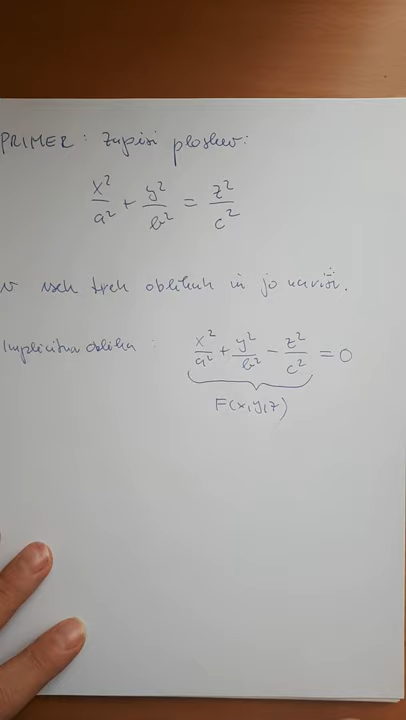 PRIMER: Zapiši ploskev:
x²/a² + y²/b² = z²/c²
v vseh treh oblikah in jo nariši.
Implicitna oblika: x²/a² + y²/b² - z²/c² = 0
F(x,y,z)